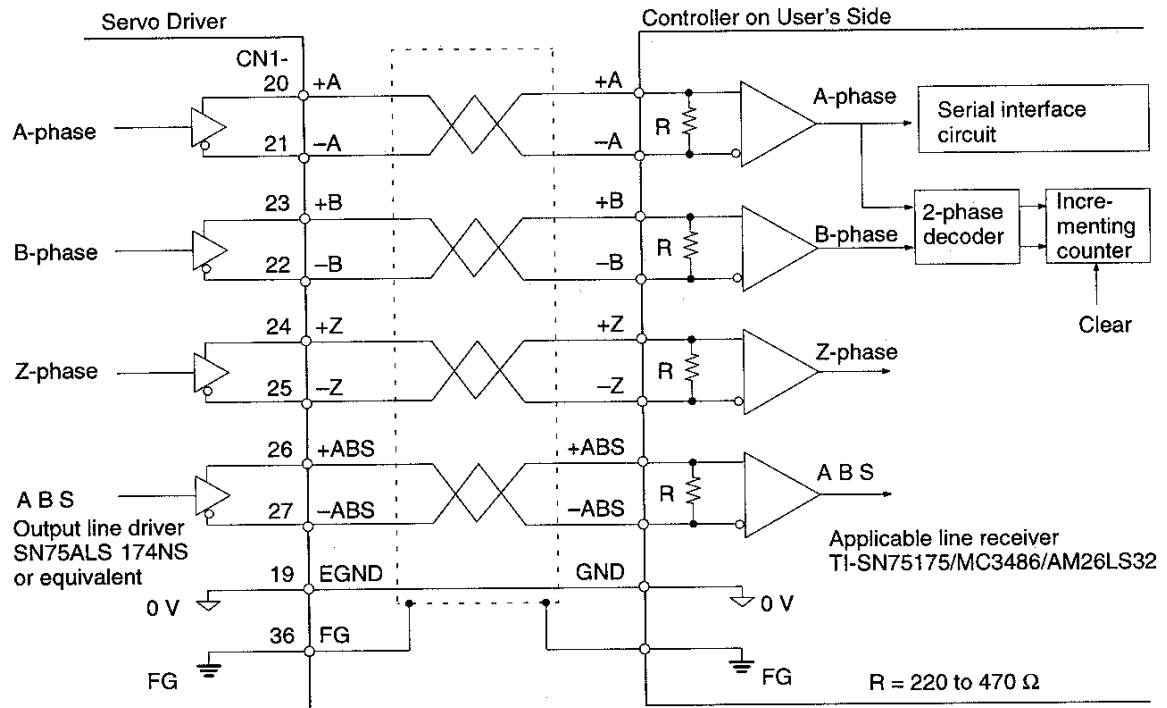 Servo Driver
Controller on User's Side
CN1-
20 +A
+A
A-phase
Serial interface
circuit
A-phase
R
21 –A
–A
23 +B
+B
B-phase
22 –B
–B
R
B-phase
2-phase
decoder
Incre-
menting
counter
Clear
24 +Z
+Z
Z-phase
25 –Z
–Z
R
Z-phase
26 +ABS
+ABS
A B S
27 –ABS
–ABS
R
A B S
Output line driver
SN75ALS 174NS
or equivalent
Applicable line receiver
TI-SN75175/MC3486/AM26LS32
19 EGND
GND
0 V
0 V
36 FG
FG
FG
R = 220 to 470 Ω